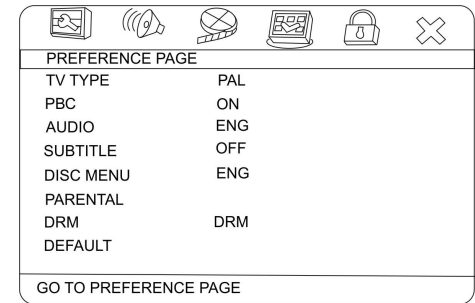 PREFERENCE PAGE
TV TYPE PAL
PBC ON
AUDIO ENG
SUBTITLE OFF
DISC MENU ENG
PARENTAL
DRM DRM
DEFAULT
GO TO PREFERENCE PAGE